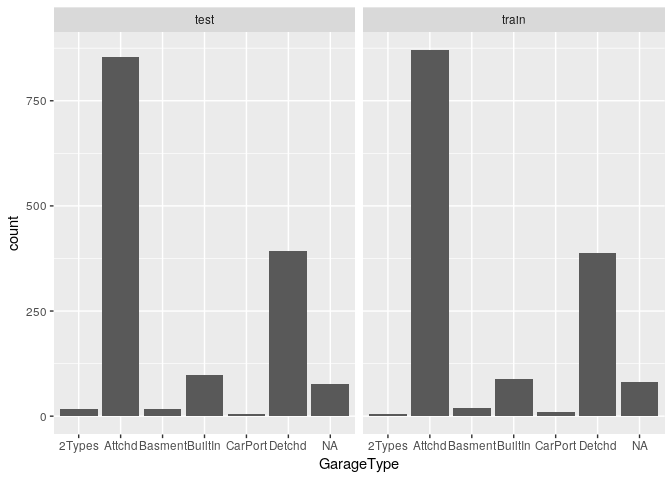 test train
count
750
500
250
0
2Types Attchd Basment BuiltIn CarPort Detchd NA 2Types Attchd Basment BuiltIn CarPort Detchd NA
GarageType